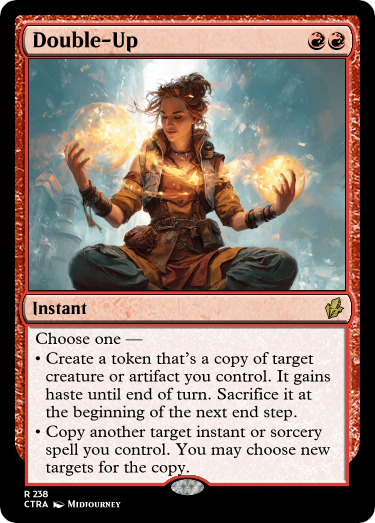 Double-Up
Instant
Choose one —
• Create a token that's a copy of target
creature or artifact you control. It gains
haste until end of turn. Sacrifice it at
the beginning of the next end step.
• Copy another target instant or sorcery
spell you control. You may choose new
targets for the copy.
R 238
CTRA Midjourney